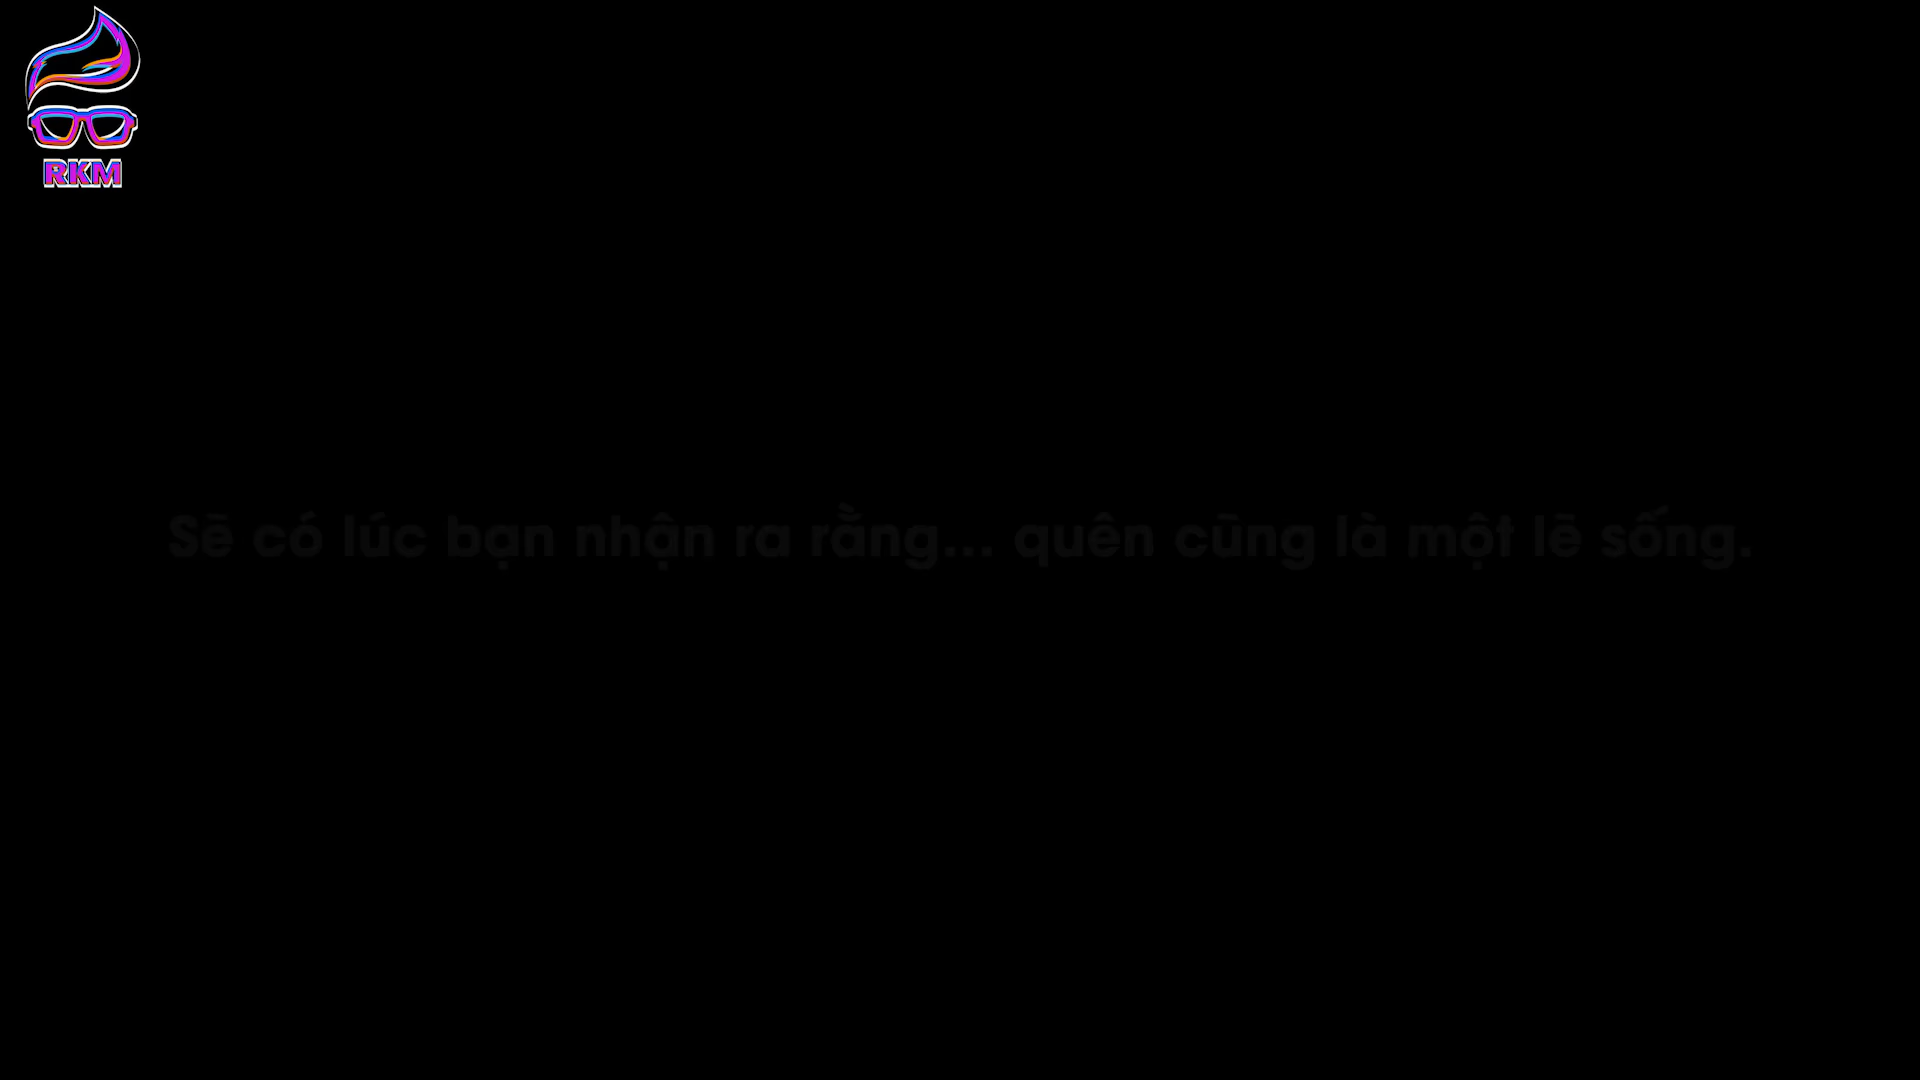 RKM
Sẽ có lúc bạn nhận ra rằng... quên cũng là một lẽ sống.